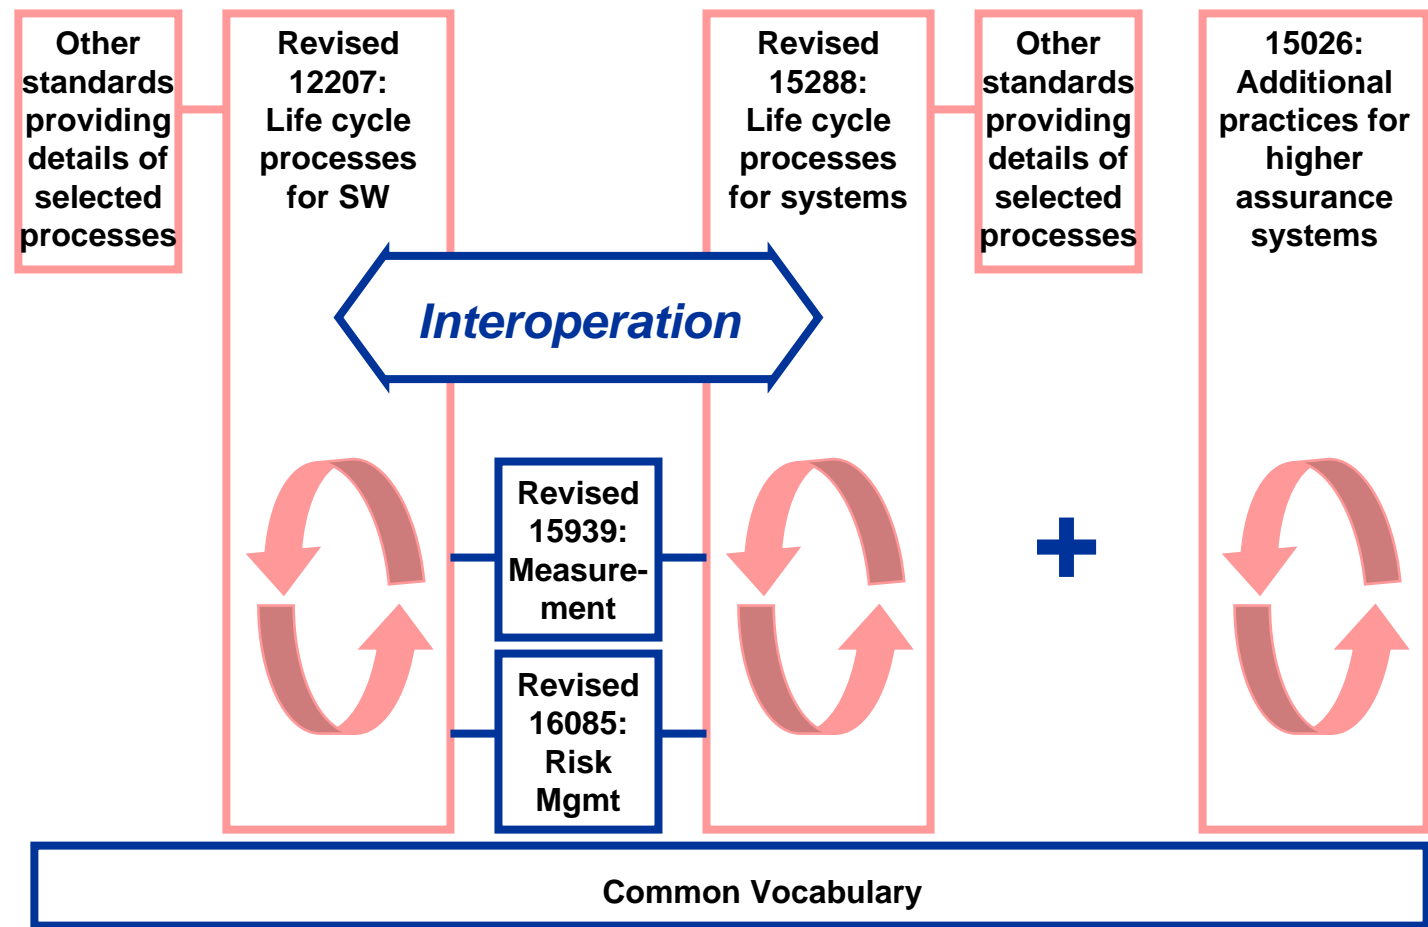 Other
standards
providing
details of
selected
processes
Revised
12207:
Life cycle
processes
for SW
Revised
15288:
Life cycle
processes
for systems
Other
standards
providing
details of
selected
processes
15026:
Additional
practices for
higher
assurance
systems
Interoperation
Revised
15939:
Measure-
ment
+
Revised
16085:
Risk
Mgmt
Common Vocabulary